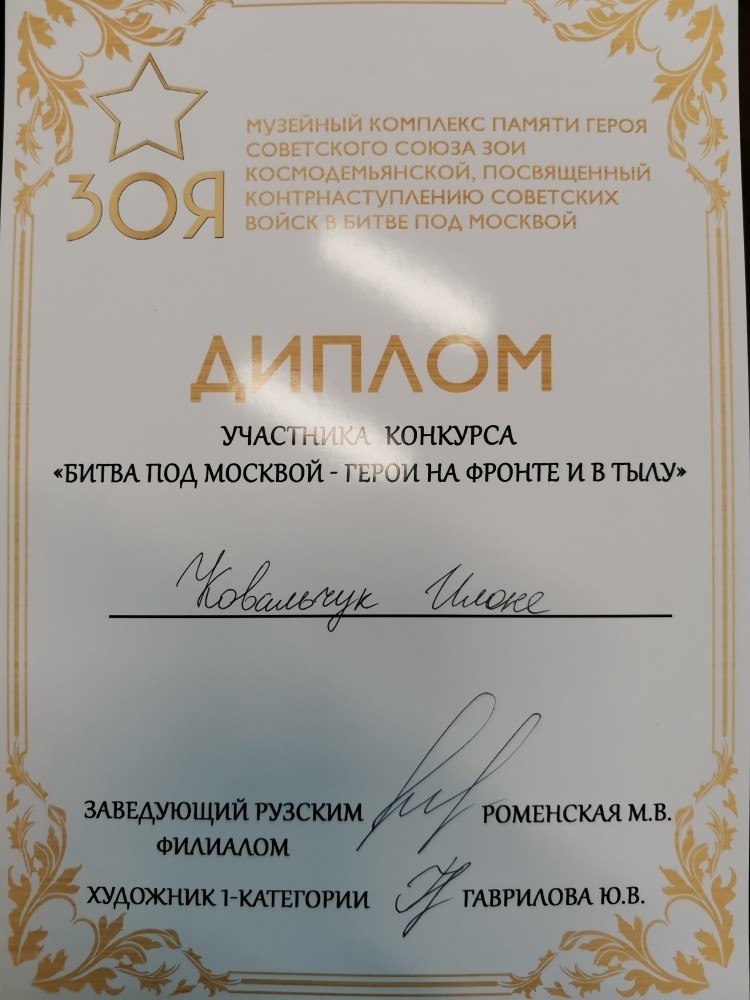 ЗОЯ
МУЗЕЙНЫЙ КОМПЛЕКС ПАМЯТИ ГЕРОЯ
СОВЕТСКОГО СОЮЗА ЗОИ
КОСМОДЕМЬЯНСКОЙ, ПОСВЯЩЕННЫЙ
КОНТРНАСТУПЛЕНИЮ СОВЕТСКИХ
ВОЙСК В БИТВЕ ПОД МОСКВОЙ
ДИПЛОМ
УЧАСТНИКА КОНКУРСА
«БИТВА ПОД МОСКВОЙ - ГЕРОИ НА ФРОНТЕ И В ТЫЛУ»
Ковальчук Илоне
ЗАВЕДУЮЩИЙ РУЗСКИМ РОМЕНСКАЯ М.В.
ФИЛИАЛОМ
ХУДОЖНИК 1-КАТЕГОРИИ ГАВРИЛОВА Ю.В.